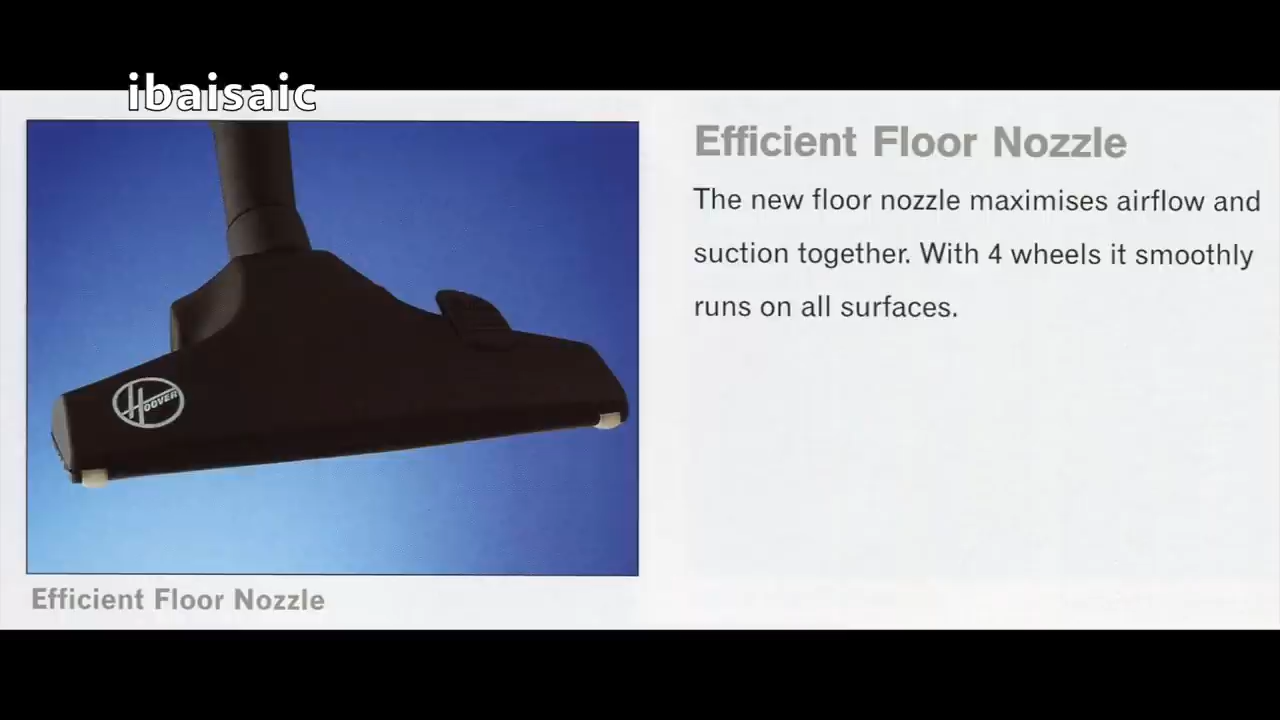 ibaisaic
Efficient Floor Nozzle
The new floor nozzle maximises airflow and
suction together. With 4 wheels it smoothly
runs on all surfaces.
HOOVER
Efficient Floor Nozzle